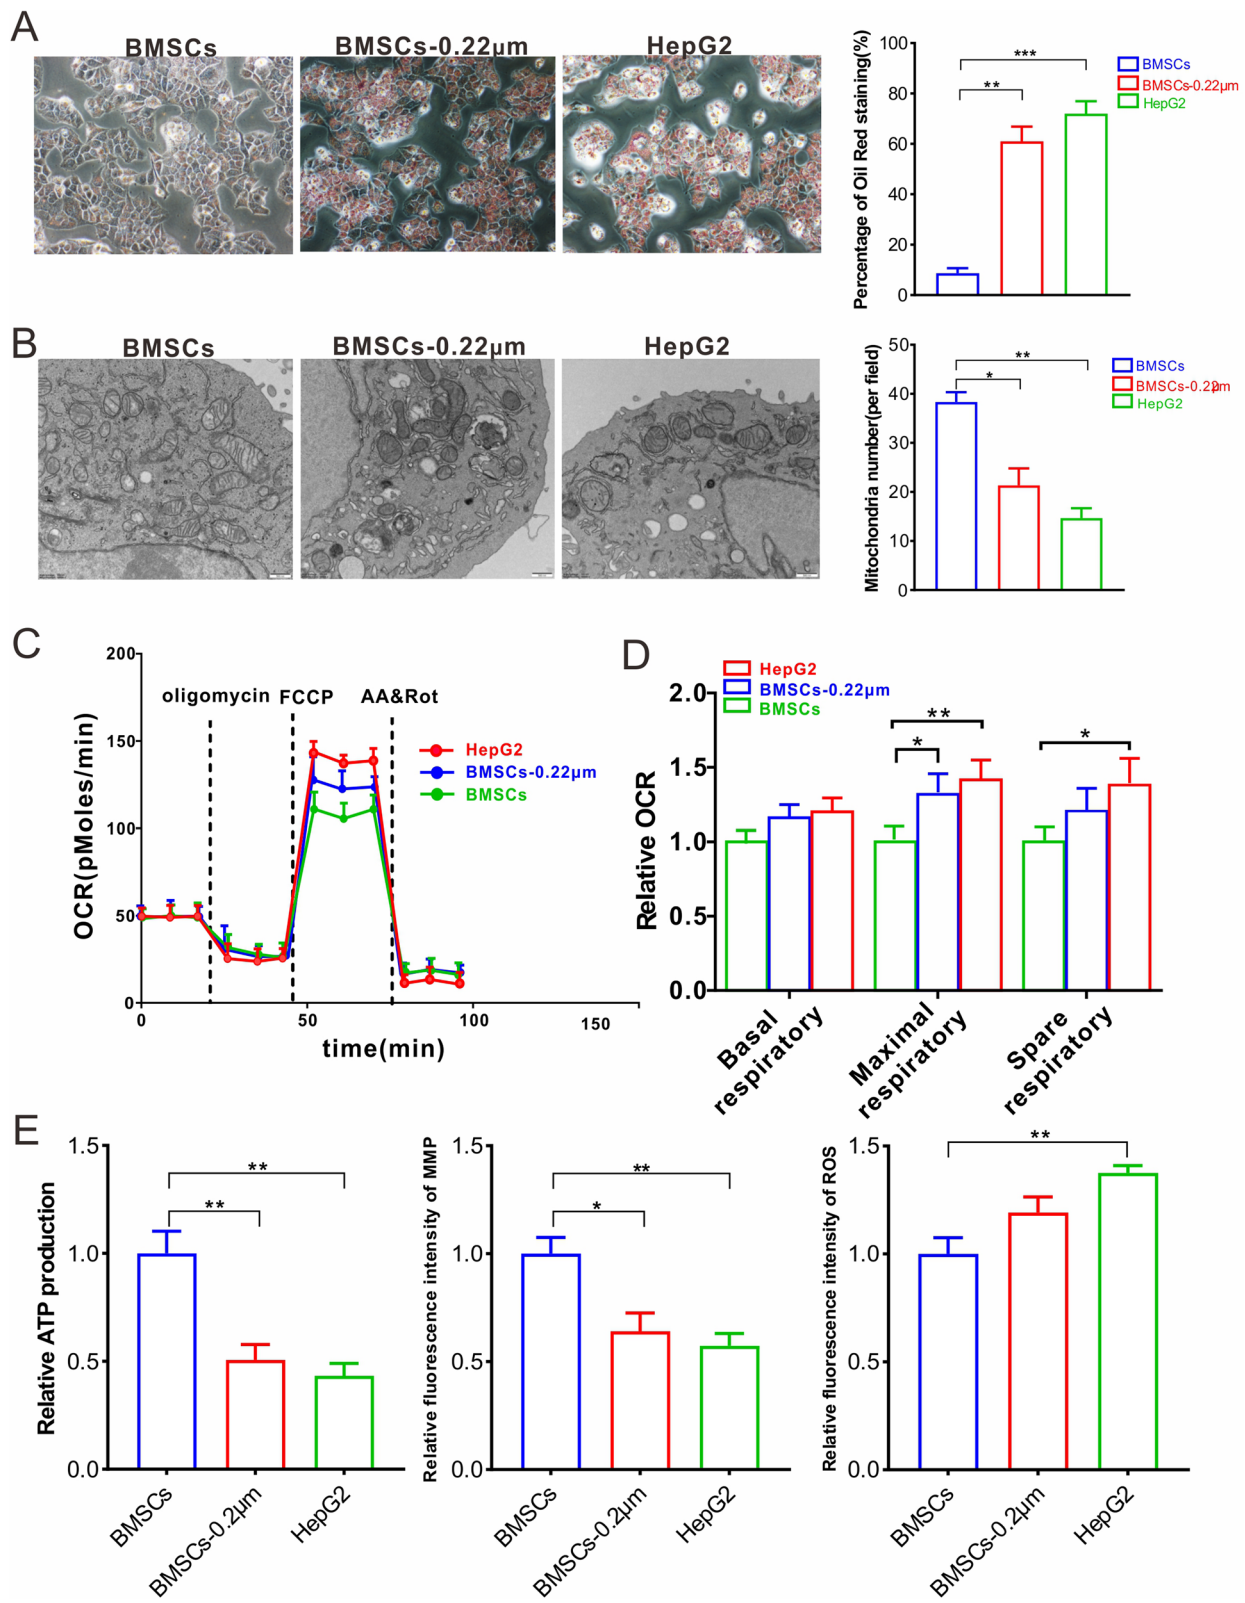 A
BMSCs
BMSCs-0.22μm
HepG2
Percentage of Oil Red staining(%)
100
80
60
40
20
0
***
**
BMSCs
BMSCs-0.22μm
HepG2
B
BMSCs
BMSCs-0.22μm
HepG2
Mitochondria number(per field)
50
40
30
20
10
0
**
*
BMSCs
BMSCs-0.22μm
HepG2
C
OCR(pMoles/min)
200
150
100
50
0
oligomycin
FCCP
AA&Rot
HepG2
BMSCs-0.22μm
BMSCs
0
50
100
150
time(min)
D
HepG2
BMSCs-0.22μm
BMSCs
Relative OCR
2.0
1.5
1.0
0.5
0.0
**
*
*
Basal
respiratory
Maximal
respiratory
Spare
respiratory
E
Relative ATP production
1.5
1.0
0.5
0.0
**
**
BMSCs
BMSCs-0.2μm
HepG2
Relative fluorescence intensity of MMP
1.5
1.0
0.5
0.0
**
*
BMSCs
BMSCs-0.2μm
HepG2
Relative fluorescence intensity of ROS
1.5
1.0
0.5
0.0
**
BMSCs
BMSCs-0.2μm
HepG2